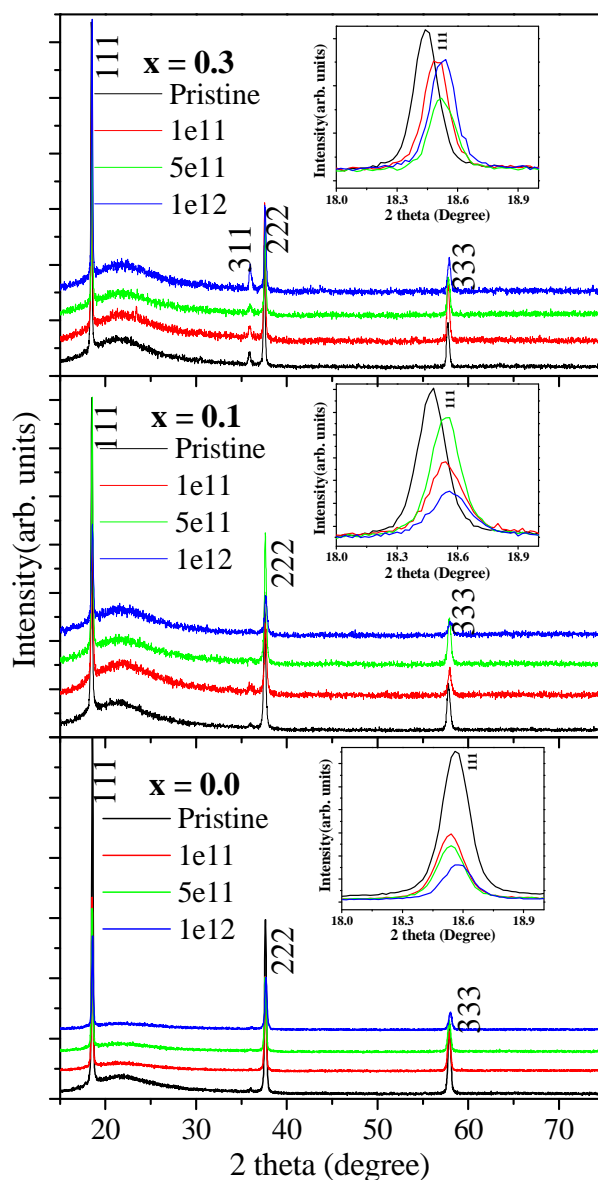 x = 0.3
Pristine
1e11
5e11
1e12
111
311
222
333
Intensity(arb. units)
111
18.0 18.3 18.6 18.9
2 theta (Degree)
x = 0.1
Pristine
1e11
5e11
1e12
111
222
333
Intensity(arb. units)
111
18.0 18.3 18.6 18.9
2 theta (Degree)
Intensity(arb. units)
x = 0.0
Pristine
1e11
5e11
1e12
111
222
333
Intensity(arb. units)
111
18.0 18.3 18.6 18.9
2 theta (Degree)
20 30 40 50 60 70
2 theta (degree)